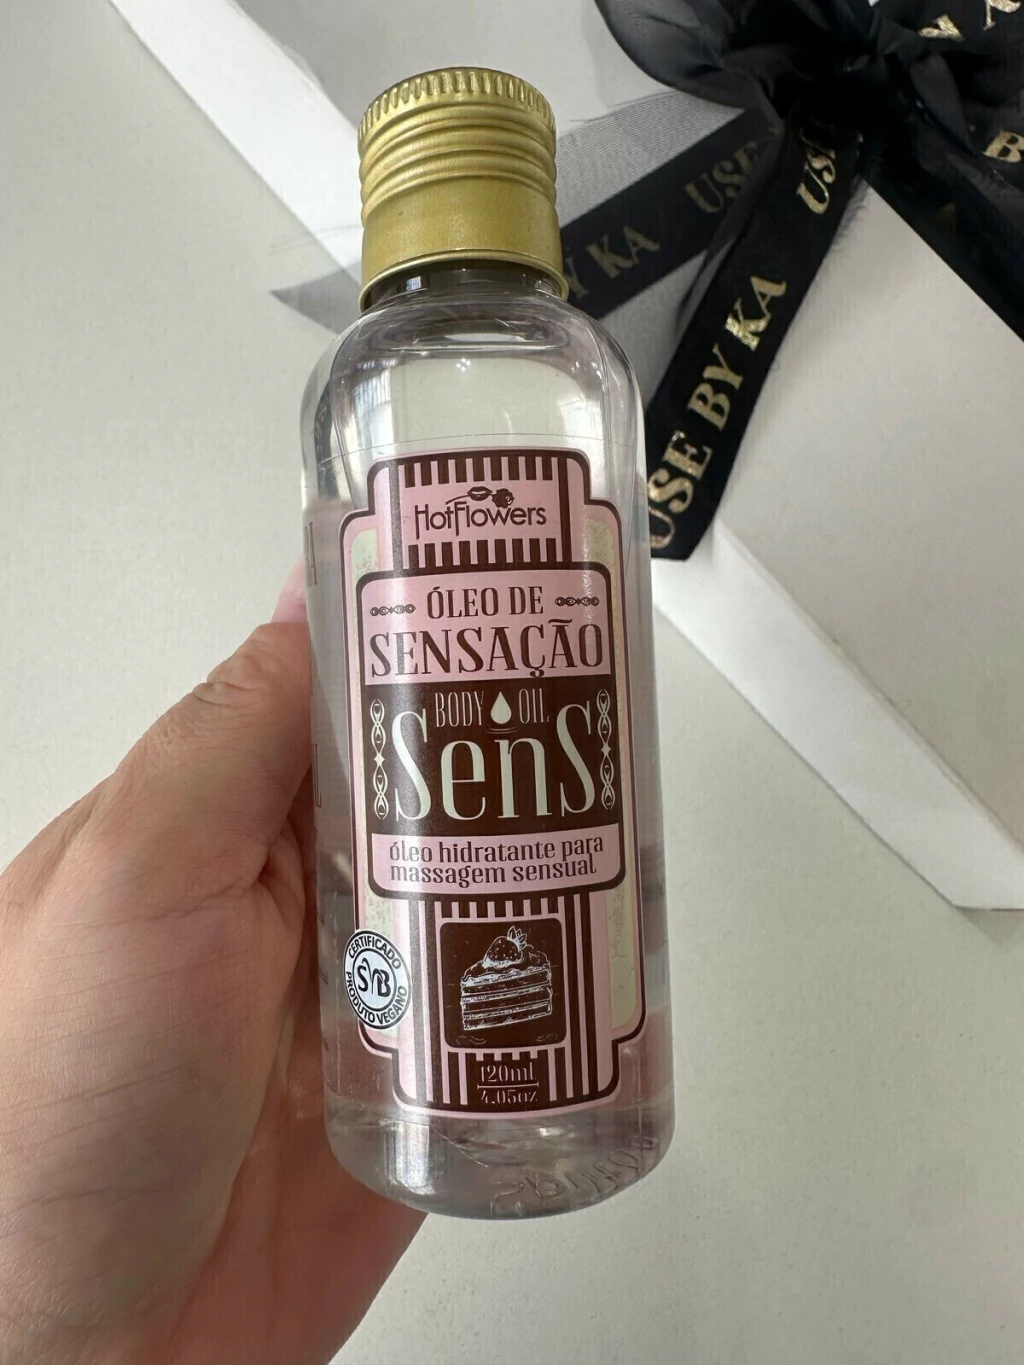 HotFlowers
ÓLEO DE
SENSAÇÃO
BODY OIL
SenS
óleo hidratante para
massagem sensual
CERTIFICADO
SVB
PRODUTO VEGANO
120ml
4.05oz
USE BY KA
USE BY KA